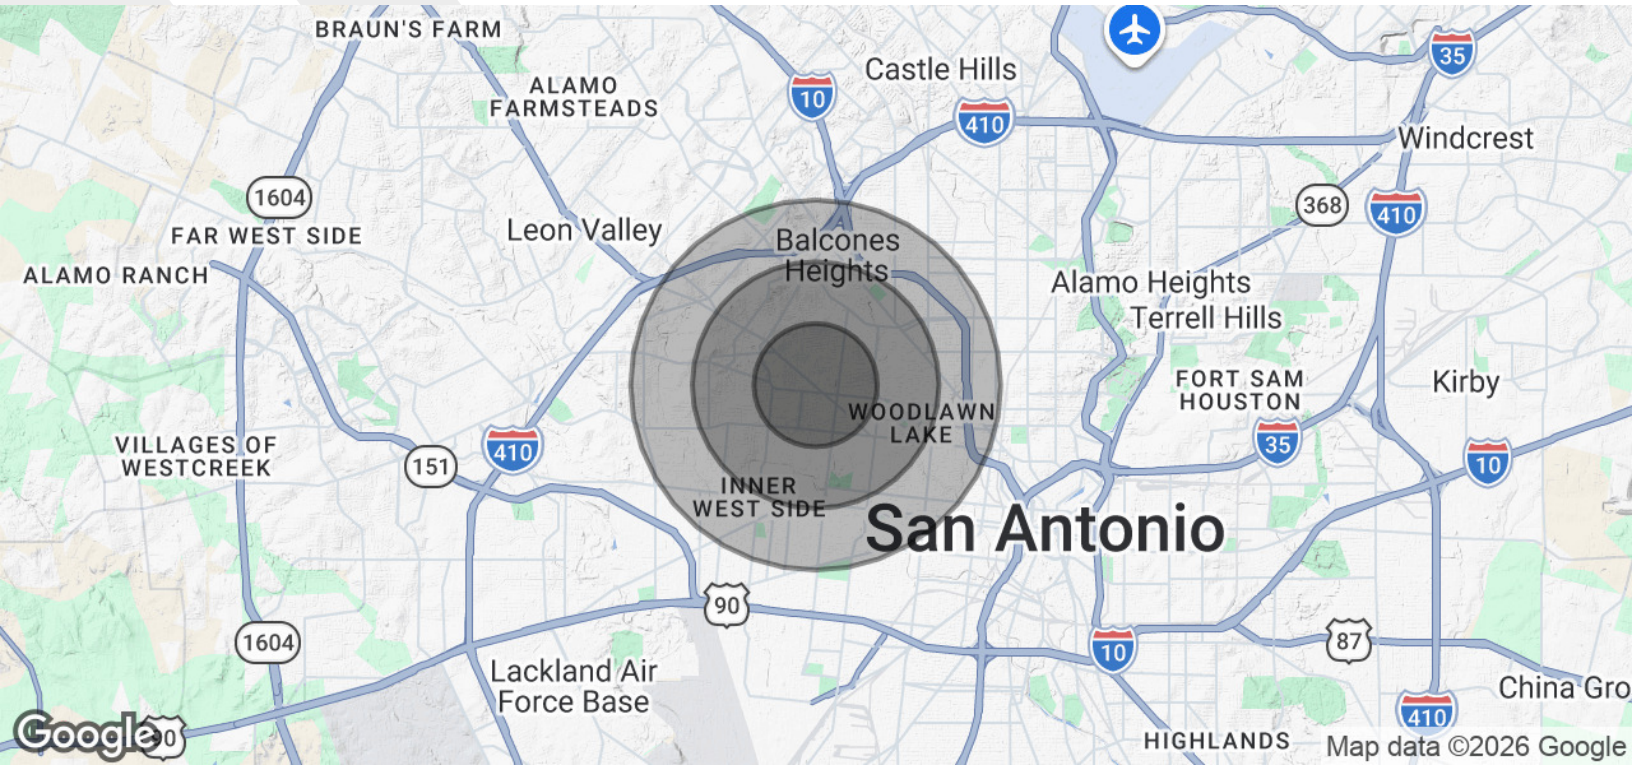 BRAUN'S FARM
Castle Hills
35
ALAMO
FARMSTEADS
10
410
Windcrest
1604
368
410
FAR WEST SIDE
Leon Valley
Balcones
Heights
ALAMO RANCH
Alamo Heights
Terrell Hills
FORT SAM
HOUSTON
Kirby
WOODLAWN
LAKE
VILLAGES OF
WESTCREEK
410
151
35
10
INNER
WEST SIDE
San Antonio
90
1604
10
87
Lackland Air
Force Base
China Gro
410
Google
90
HIGHLANDS
Map data ©2026 Google